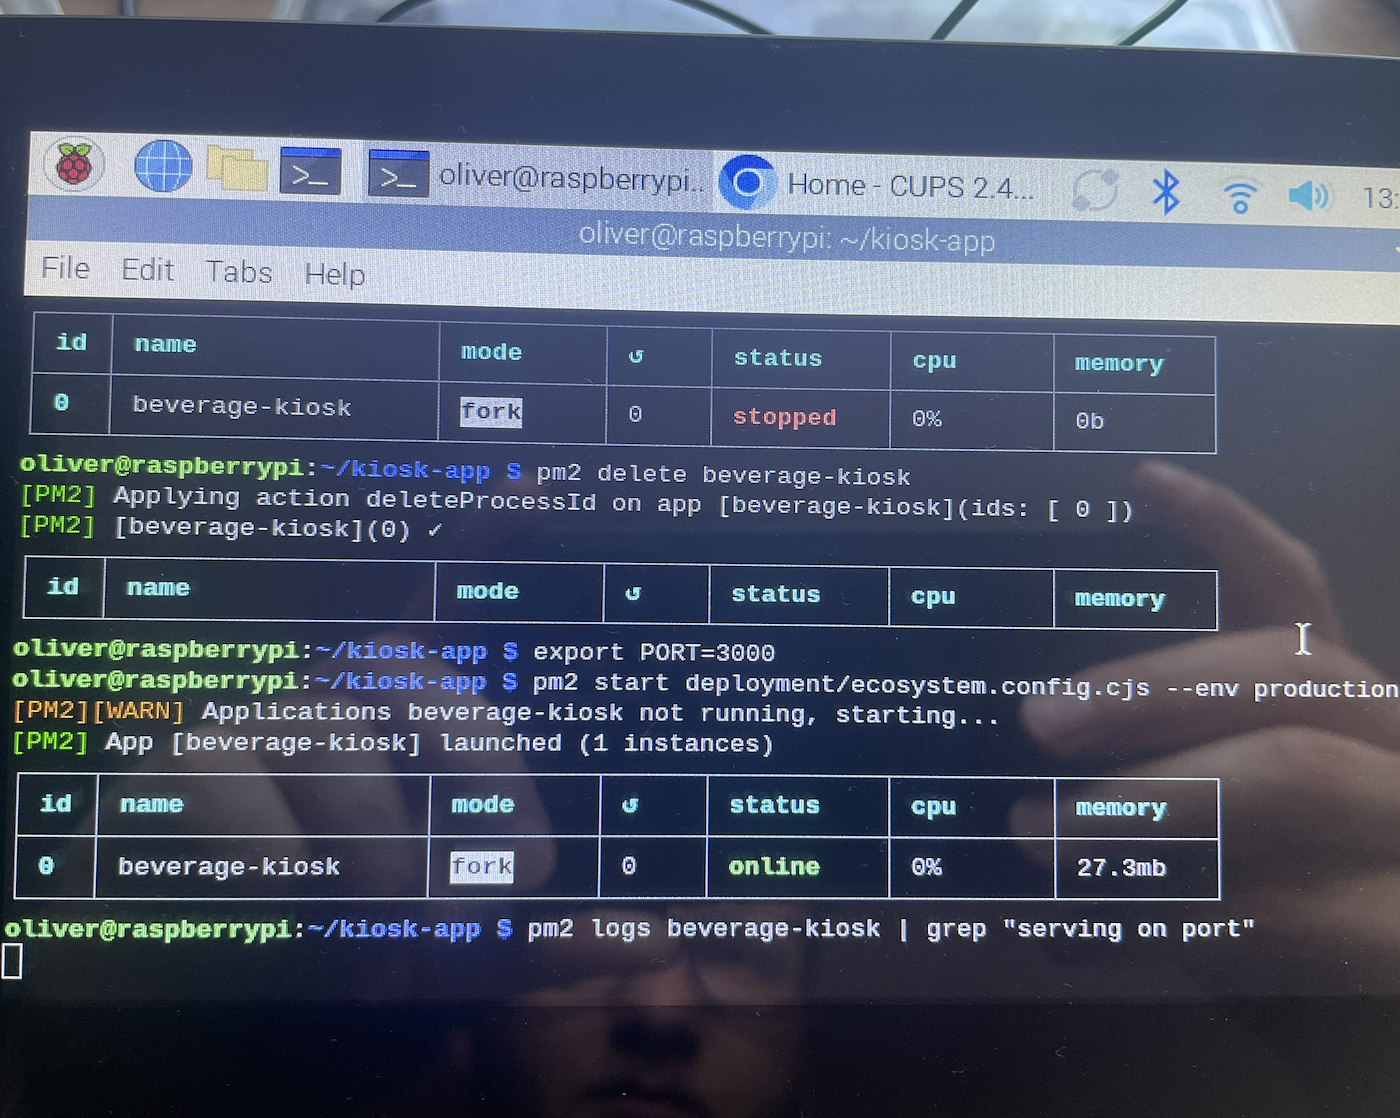 oliver@raspberrypi..
Home - CUPS 2.4...
13:
oliver@raspberrypi: ~/kiosk-app
File Edit Tabs Help
id name mode ↺ status cpu memory
0 beverage-kiosk fork 0 stopped 0% 0b
oliver@raspberrypi:~/kiosk-app $ pm2 delete beverage-kiosk
[PM2] Applying action deleteProcessId on app [beverage-kiosk](ids: [ 0 ])
[PM2] [beverage-kiosk](0) ✓
id name mode ↺ status cpu memory
oliver@raspberrypi:~/kiosk-app $ export PORT=3000
oliver@raspberrypi:~/kiosk-app $ pm2 start deployment/ecosystem.config.cjs --env production
[PM2][WARN] Applications beverage-kiosk not running, starting...
[PM2] App [beverage-kiosk] launched (1 instances)
id name mode ↺ status cpu memory
0 beverage-kiosk fork 0 online 0% 27.3mb
oliver@raspberrypi:~/kiosk-app $ pm2 logs beverage-kiosk | grep "serving on port"